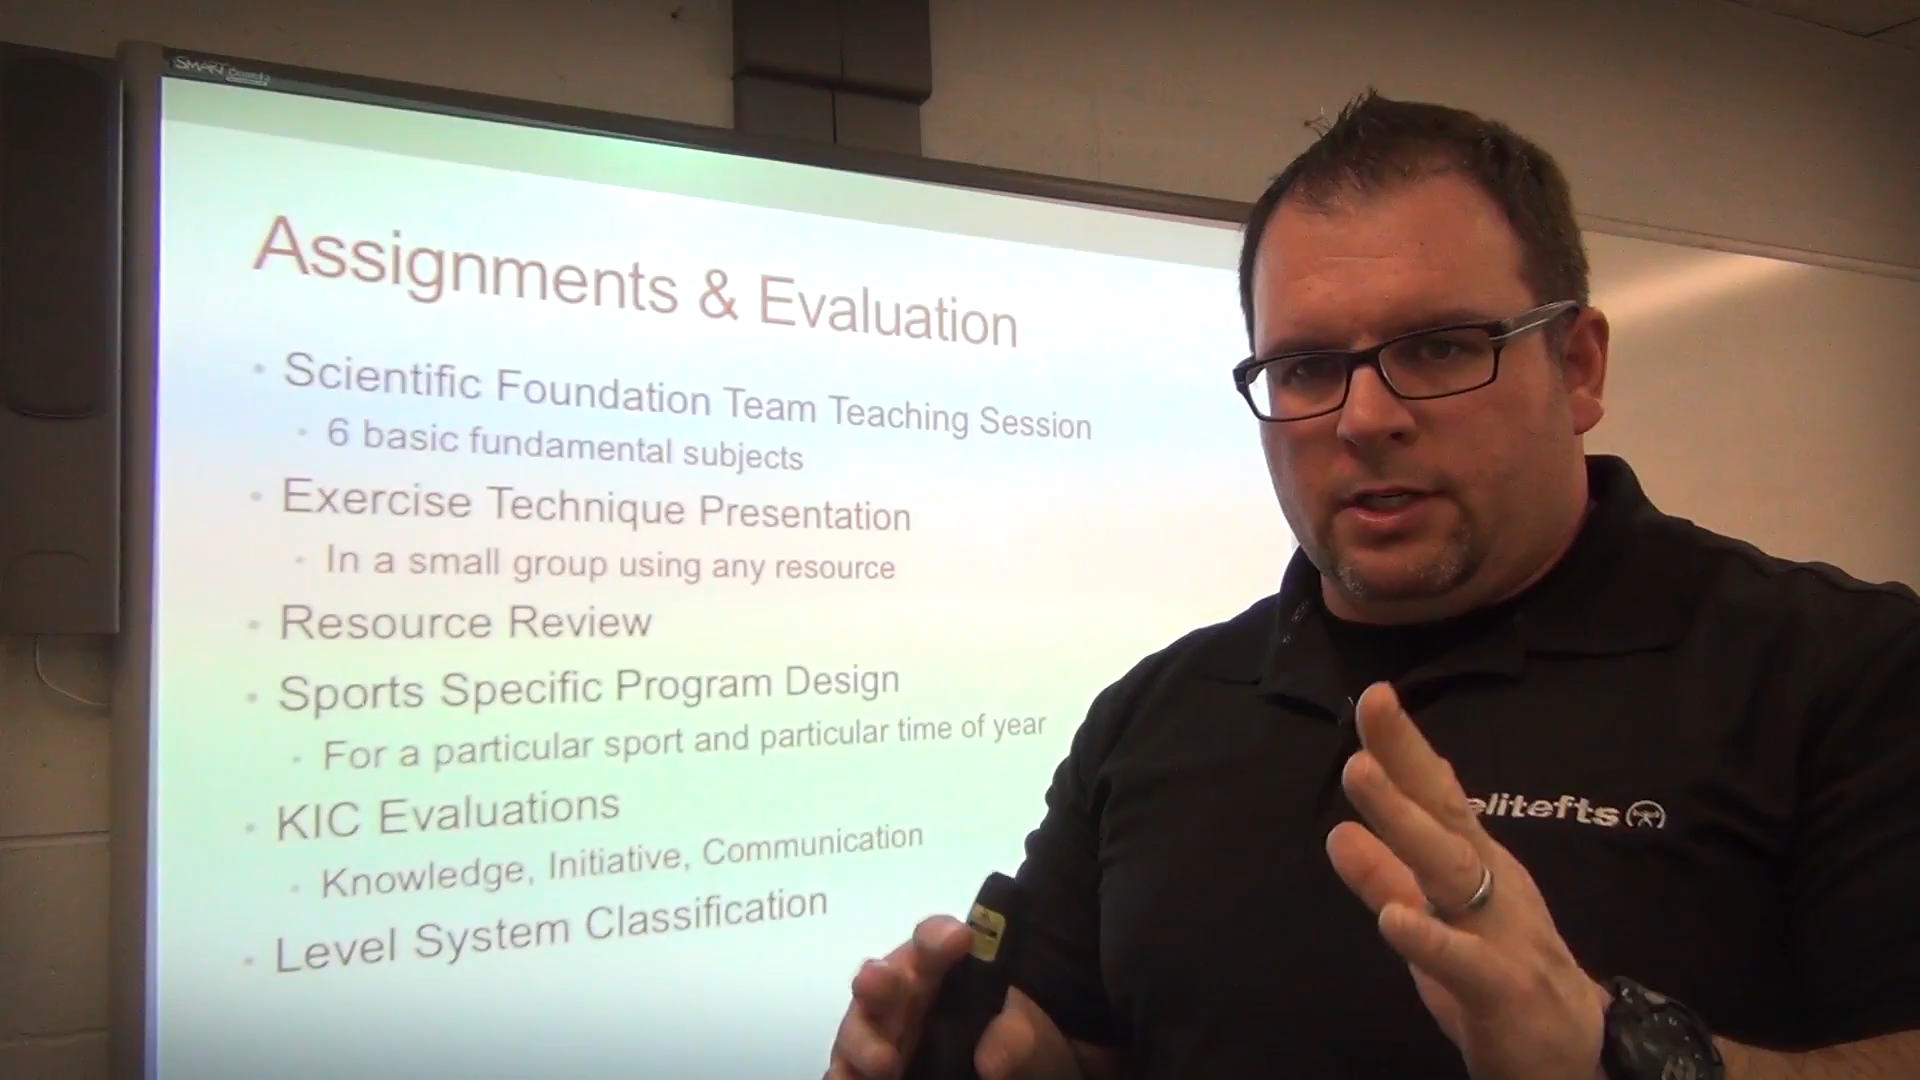 SMART Board
Assignments & Evaluation
• Scientific Foundation Team Teaching Session
• 6 basic fundamental subjects
• Exercise Technique Presentation
• In a small group using any resource
• Resource Review
• Sports Specific Program Design
• For a particular sport and particular time of year
• KIC Evaluations
• Knowledge, Initiative, Communication
• Level System Classification
elitefts